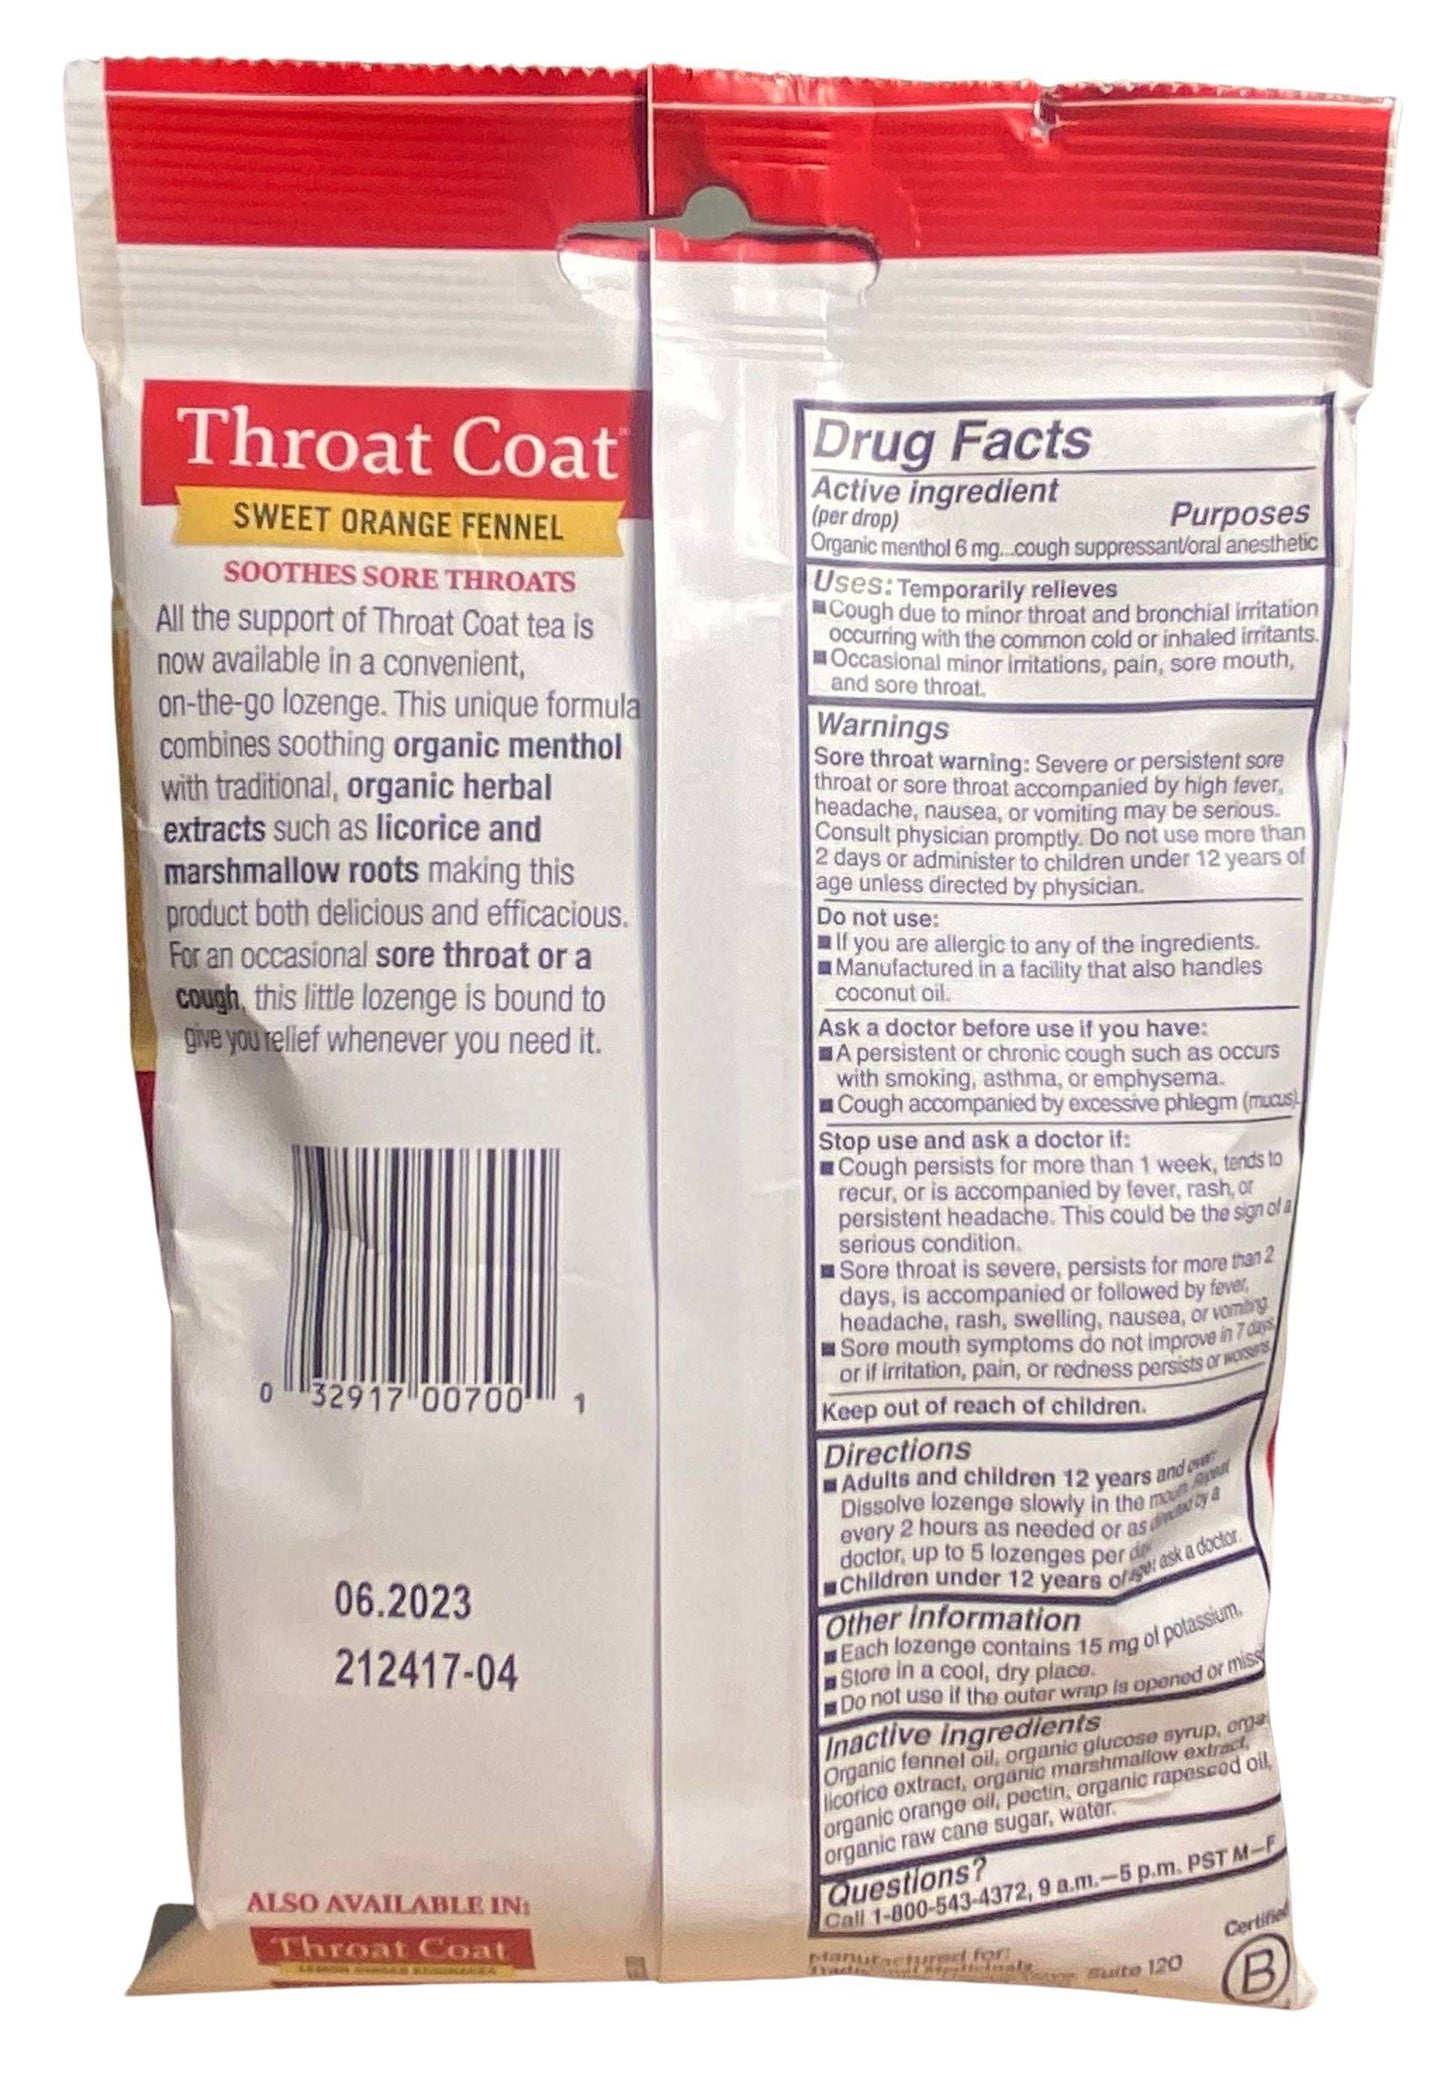 Throat Coat
SWEET ORANGE FENNEL
SOOTHES SORE THROATS
All the support of Throat Coat tea is
now available in a convenient,
on-the-go lozenge. This unique formula
combines soothing organic menthol
with traditional, organic herbal
extracts such as licorice and
marshmallow roots making this
product both delicious and efficacious.
For an occasional sore throat or a
cough, this little lozenge is bound to
give you relief whenever you need it.
0 32917 00700 1
06.2023
212417-04
ALSO AVAILABLE IN:
Throat Coat
Drug Facts
Active ingredient
(per drop) Purposes
Organic menthol 6 mg...cough suppressant/oral anesthetic
Uses: Temporarily relieves
■ Cough due to minor throat and bronchial irritation
occurring with the common cold or inhaled irritants.
■ Occasional minor irritations, pain, sore mouth,
and sore throat.
Warnings
Sore throat warning: Severe or persistent sore
throat or sore throat accompanied by high fever,
headache, nausea, or vomiting may be serious.
Consult physician promptly. Do not use more than
2 days or administer to children under 12 years of
age unless directed by physician.
Do not use:
■ If you are allergic to any of the ingredients.
■ Manufactured in a facility that also handles
coconut oil.
Ask a doctor before use if you have:
■ A persistent or chronic cough such as occurs
with smoking, asthma, or emphysema.
■ Cough accompanied by excessive phlegm (mucus).
Stop use and ask a doctor if:
■ Cough persists for more than 1 week, tends to
recur, or is accompanied by fever, rash, or
persistent headache. This could be the sign of a
serious condition.
■ Sore throat is severe, persists for more than 2
days, is accompanied or followed by fever,
headache, rash, swelling, nausea, or vomiting.
■ Sore mouth symptoms do not improve in 7 days,
or if irritation, pain, or redness persists or worsens.
Keep out of reach of children.
Directions
■ Adults and children 12 years and over:
Dissolve lozenge slowly in the mouth. Repeat
every 2 hours as needed or as directed by a
doctor, up to 5 lozenges per day.
■ Children under 12 years of age: ask a doctor.
Other information
■ Each lozenge contains 15 mg of potassium.
■ Store in a cool, dry place.
■ Do not use if the outer wrap is opened or miss
Inactive ingredients
Organic fennel oil, organic glucose syrup, orga
licorice extract, organic marshmallow extract,
organic orange oil, pectin, organic rapeseed oil,
organic raw cane sugar, water.
Questions?
Call 1-800-543-4372, 9 a.m.–5 p.m. PST M–F
Manufactured for:
Suite 120
Certified
B